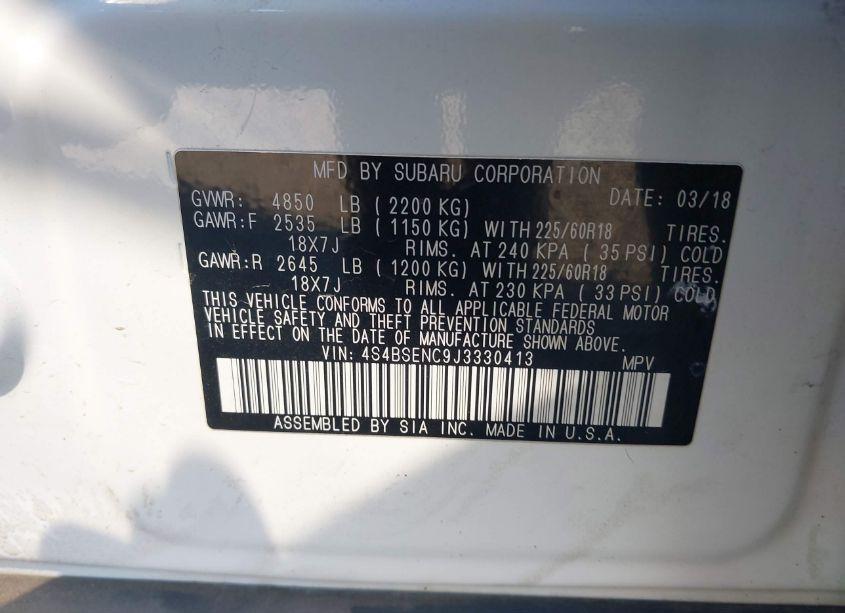 MFD BY SUBARU CORPORATION
GVWR: 4850 LB ( 2200 KG) DATE: 03/18
GAWR:F 2535 LB ( 1150 KG) WITH 225/60R18 TIRES.
18X7J RIMS. AT 240 KPA ( 35 PSI) COLD
GAWR:R 2645 LB ( 1200 KG) WITH 225/60R18 TIRES.
18X7J RIMS. AT 230 KPA ( 33 PSI) COLD
THIS VEHICLE CONFORMS TO ALL APPLICABLE FEDERAL MOTOR
VEHICLE SAFETY AND THEFT PREVENTION STANDARDS
IN EFFECT ON THE DATE OF MANUFACTURE SHOWN ABOVE.
VIN: 4S4BSENC9J3330413 MPV
ASSEMBLED BY SIA INC. MADE IN U.S.A.